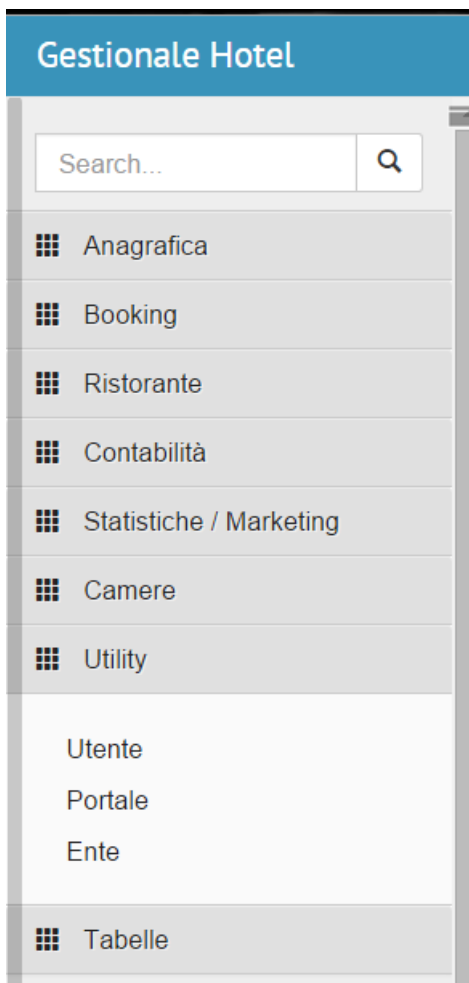 Gestionale Hotel
Search...
Anagrafica
Booking
Ristorante
Contabilità
Statistiche / Marketing
Camere
Utility
Utente
Portale
Ente
Tabelle